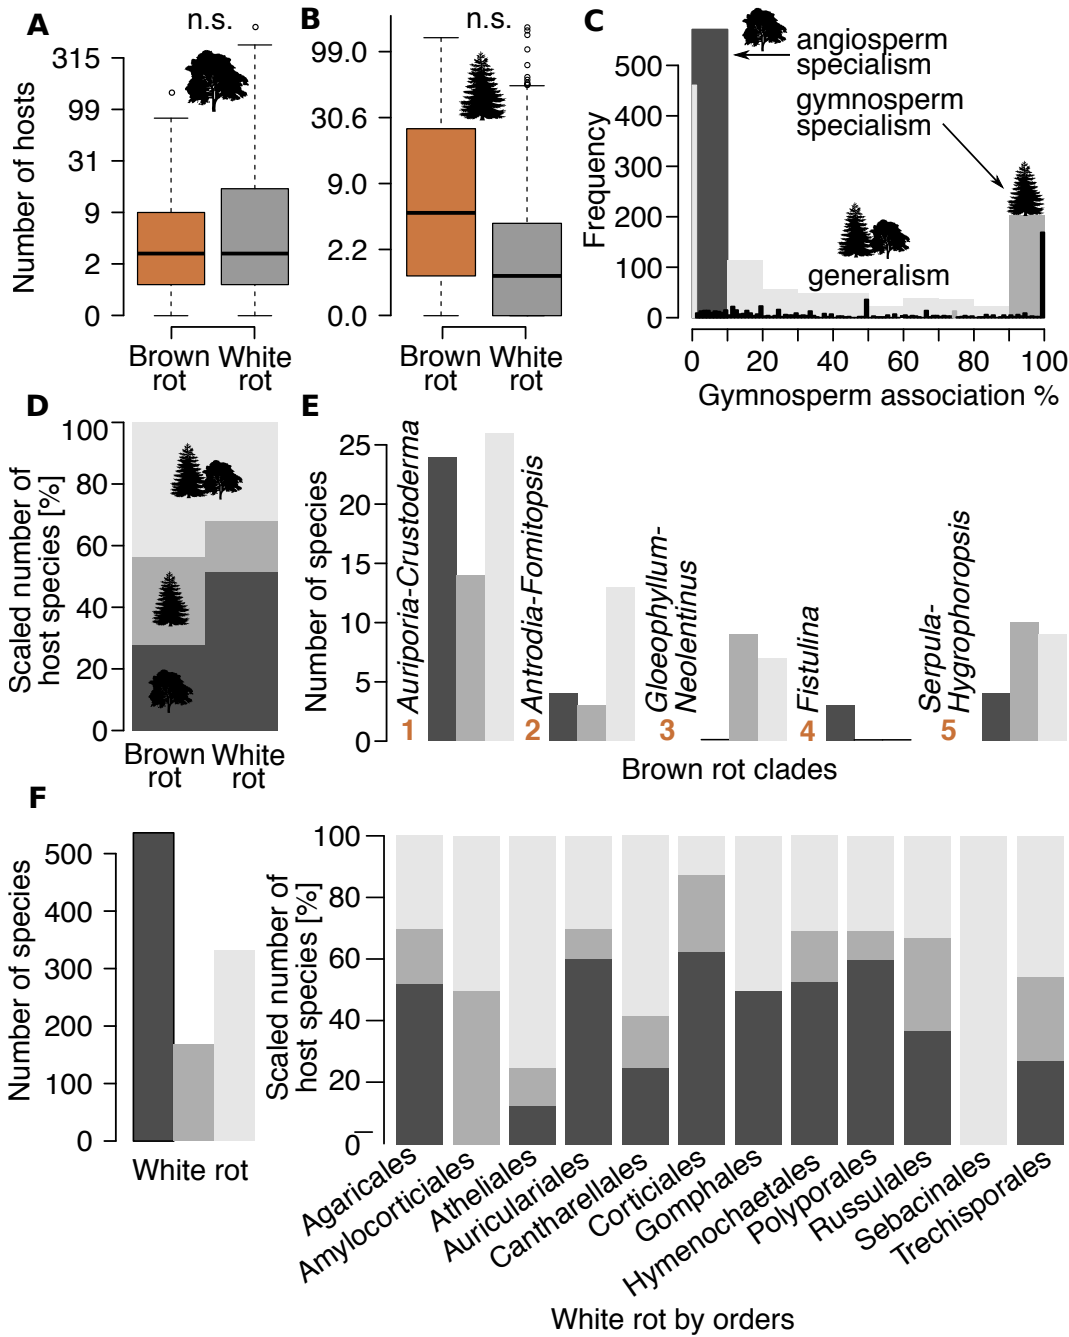 A
n.s.
Number of hosts
315
99
31
9
2
0
Brown rot
White rot
B
n.s.
99.0
30.6
9.0
2.2
0.0
Brown rot
White rot
C
angiosperm
specialism
gymnosperm
specialism
generalism
Frequency
500
400
300
200
100
0
0 20 40 60 80 100
Gymnosperm association %
D
Scaled number of
host species [%]
100
80
60
40
20
0
Brown rot
White rot
E
Number of species
25
20
15
10
5
0
1 Auriporia-Crustoderma
2 Antrodia-Fomitopsis
3 Gloeophyllum-
Neolentinus
4 Fistulina
5 Serpula-
Hygrophoropsis
Brown rot clades
F
Number of species
500
400
300
200
100
0
White rot
Scaled number of
host species [%]
100
80
60
40
20
0
Agaricales
Amylocorticiales
Atheliales
Auriculariales
Cantharellales
Corticiales
Gomphales
Hymenochaetales
Polyporales
Russulales
Sebacinales
Trechisporales
White rot by orders